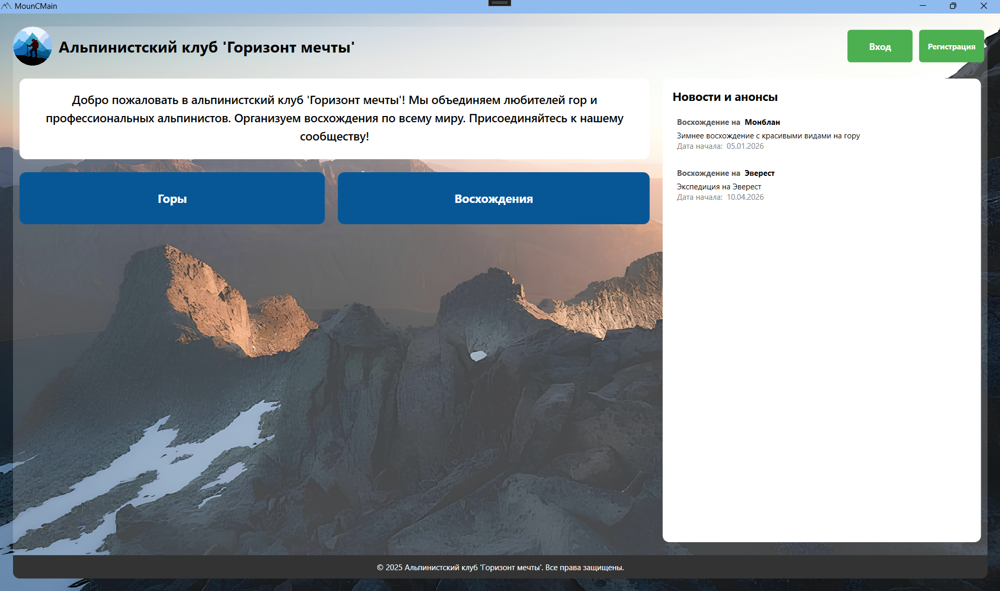 MounCMain
Альпинистский клуб 'Горизонт мечты'
Вход
Регистрация
Добро пожаловать в альпинистский клуб 'Горизонт мечты'! Мы объединяем любителей гор и
профессиональных альпинистов. Организуем восхождения по всему миру. Присоединяйтесь к нашему
сообществу!
Горы
Восхождения
Новости и анонсы
Восхождение на Монблан
Зимнее восхождение с красивыми видами на гору
Дата начала: 05.01.2026
Восхождение на Эверест
Экспедиция на Эверест
Дата начала: 10.04.2026
© 2025 Альпинистский клуб 'Горизонт мечты'. Все права защищены.